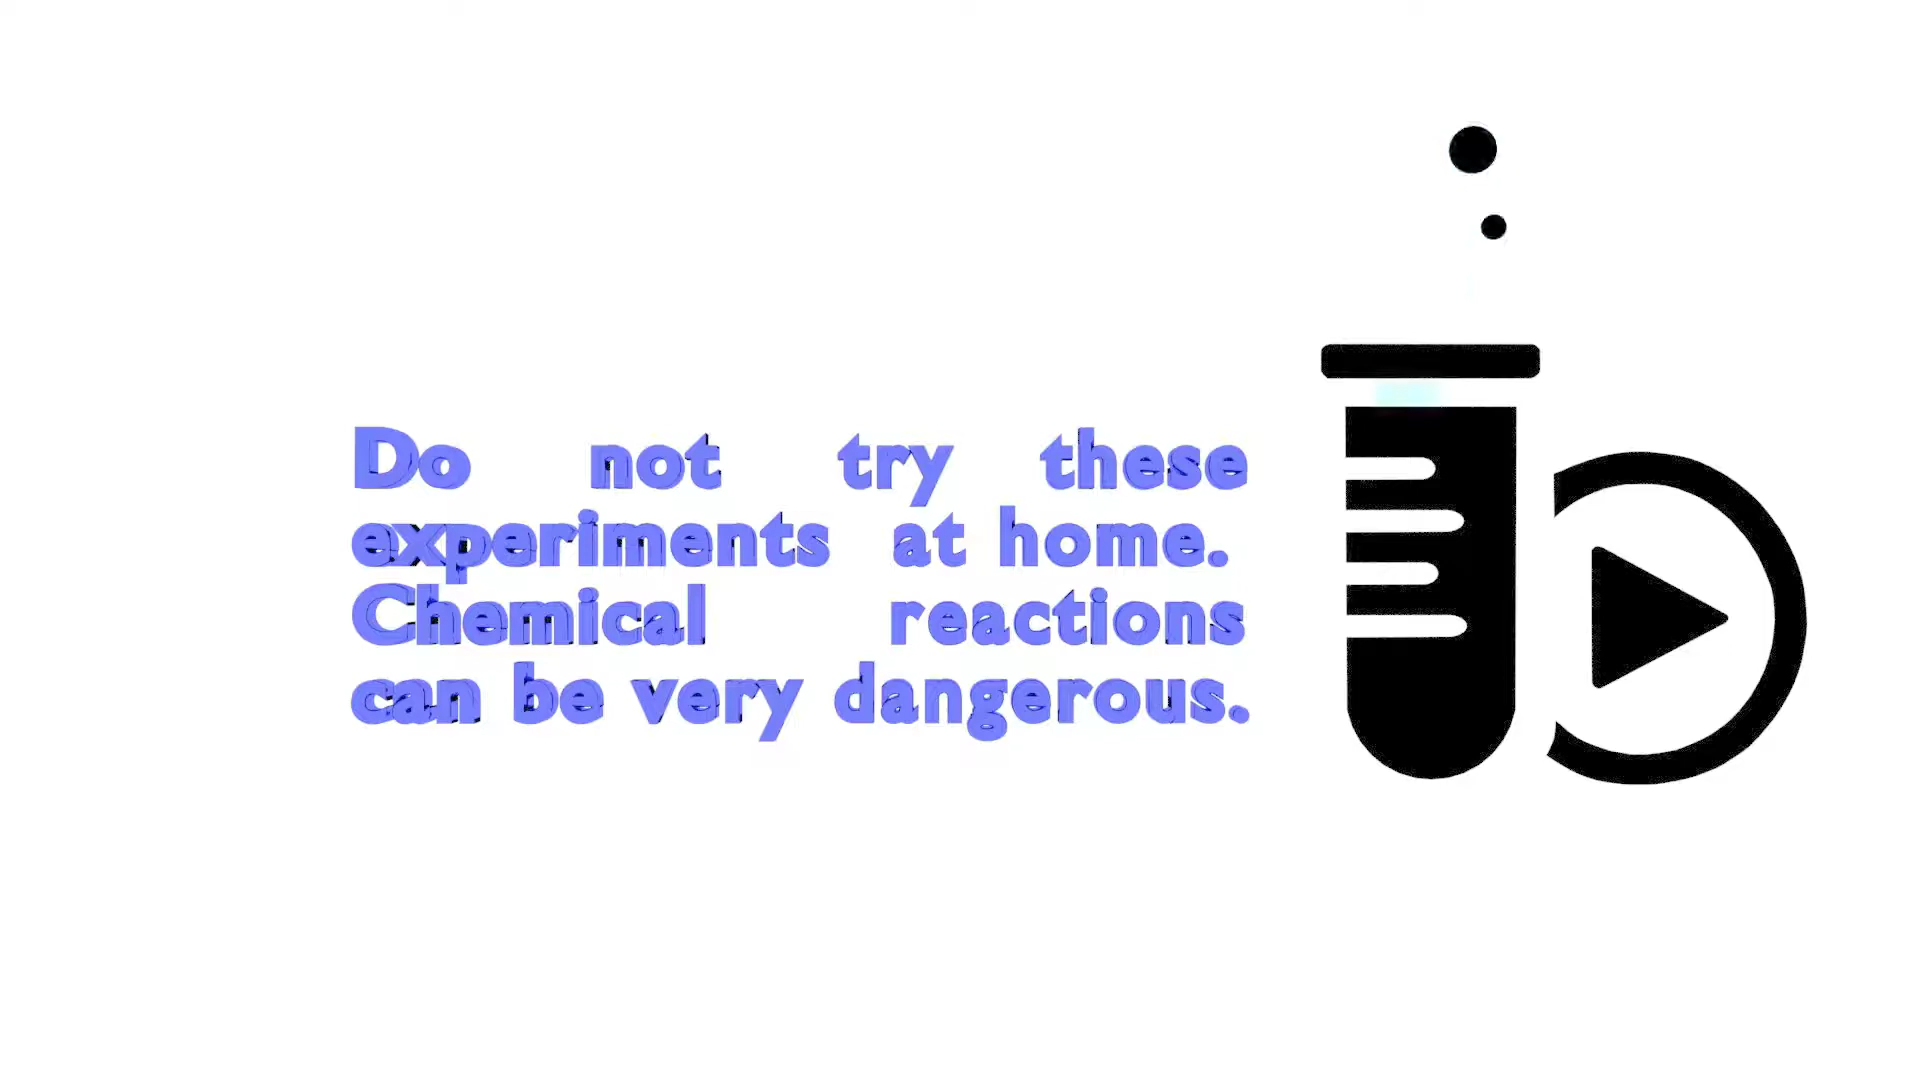 Do not try these
experiments at home.
Chemical reactions
can be very dangerous.